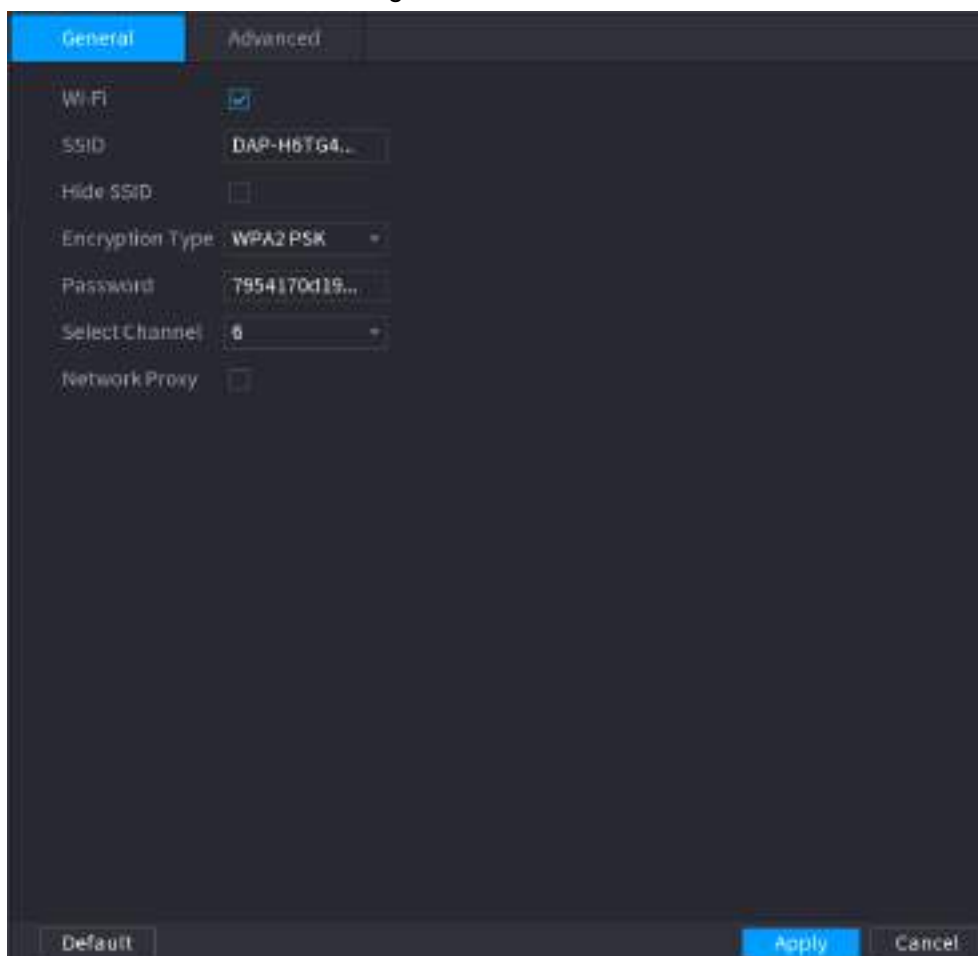 General Advanced
Wi-Fi
SSID DAP-H6TG4...
Hide SSID
Encryption Type WPA2 PSK
Password 7954170d19...
Select Channel 6
Network Proxy
Default Apply Cancel